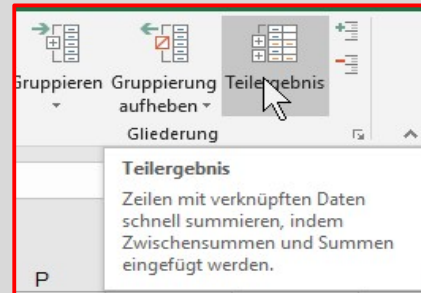 Gruppieren Gruppierung Teilergebnis
aufheben
Gliederung
Teilergebnis
Zeilen mit verknüpften Daten
schnell summieren, indem
Zwischensummen und Summen
eingefügt werden.
P